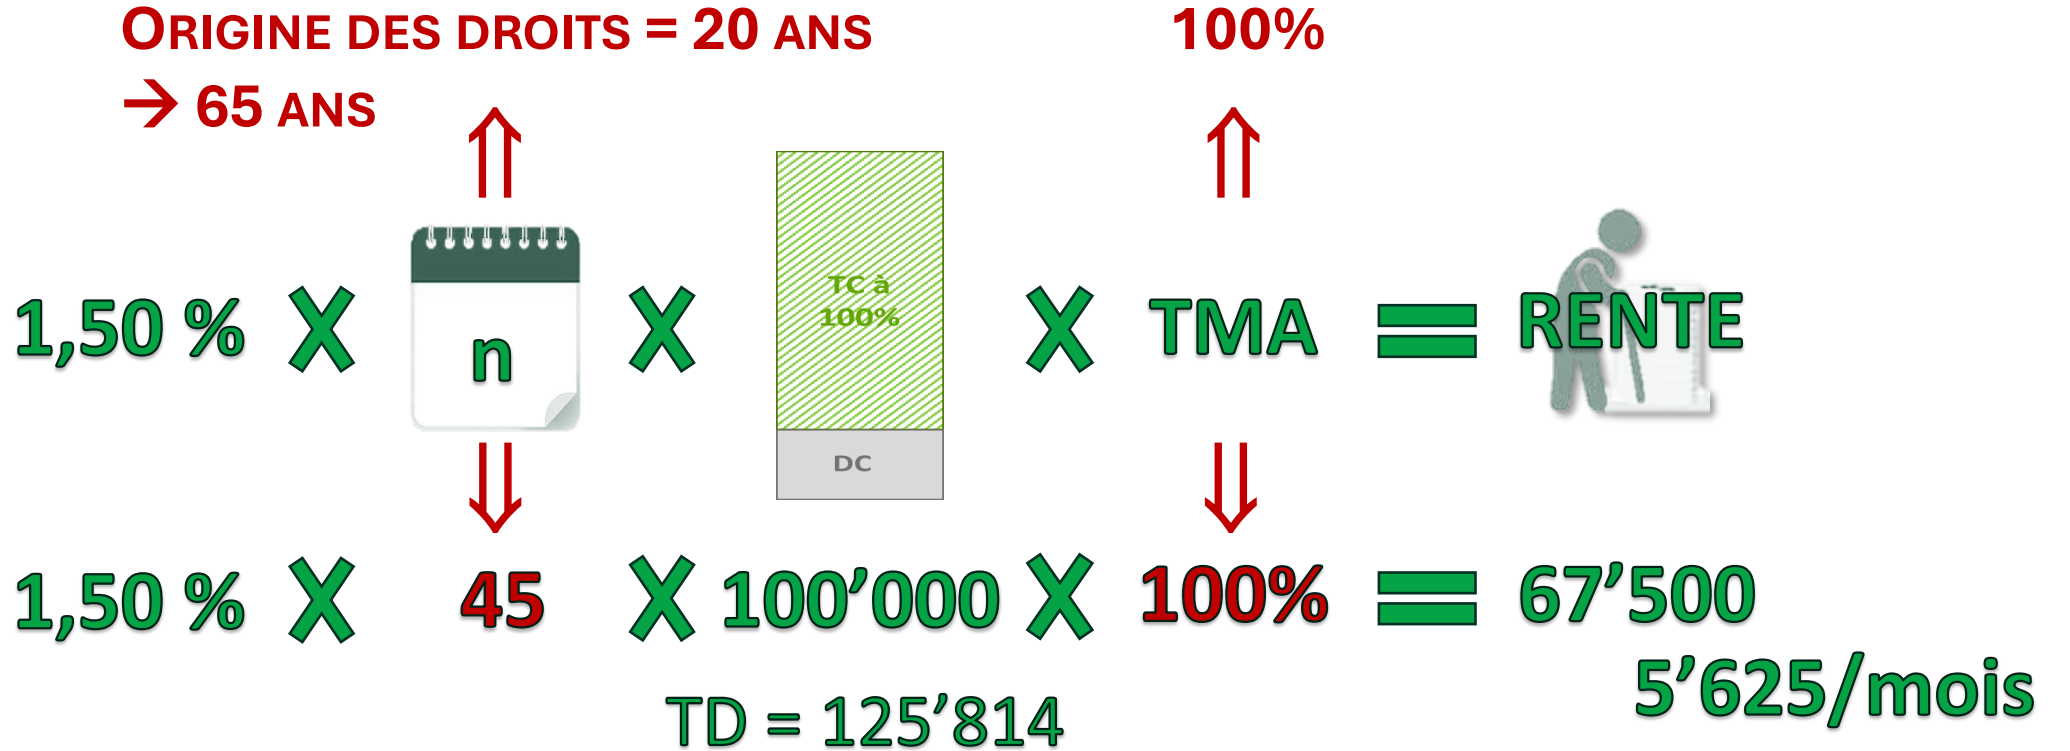 ORIGINE DES DROITS = 20 ANS
100%
→ 65 ANS
1,50 % X n X TC à 100% X TMA = RENTE
DC
1,50 % X 45 X 100’000 X 100% = 67’500
5’625/mois
TD = 125’814